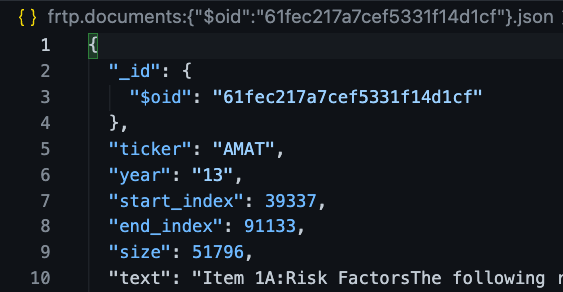 {} frtp.documents:{"$oid":"61fec217a7cef5331f14d1cf"}.json
1 {
2 "_id": {
3 "$oid": "61fec217a7cef5331f14d1cf"
4 },
5 "ticker": "AMAT",
6 "year": "13",
7 "start_index": 39337,
8 "end_index": 91133,
9 "size": 51796,
10 "text": "Item 1A:Risk FactorsThe following